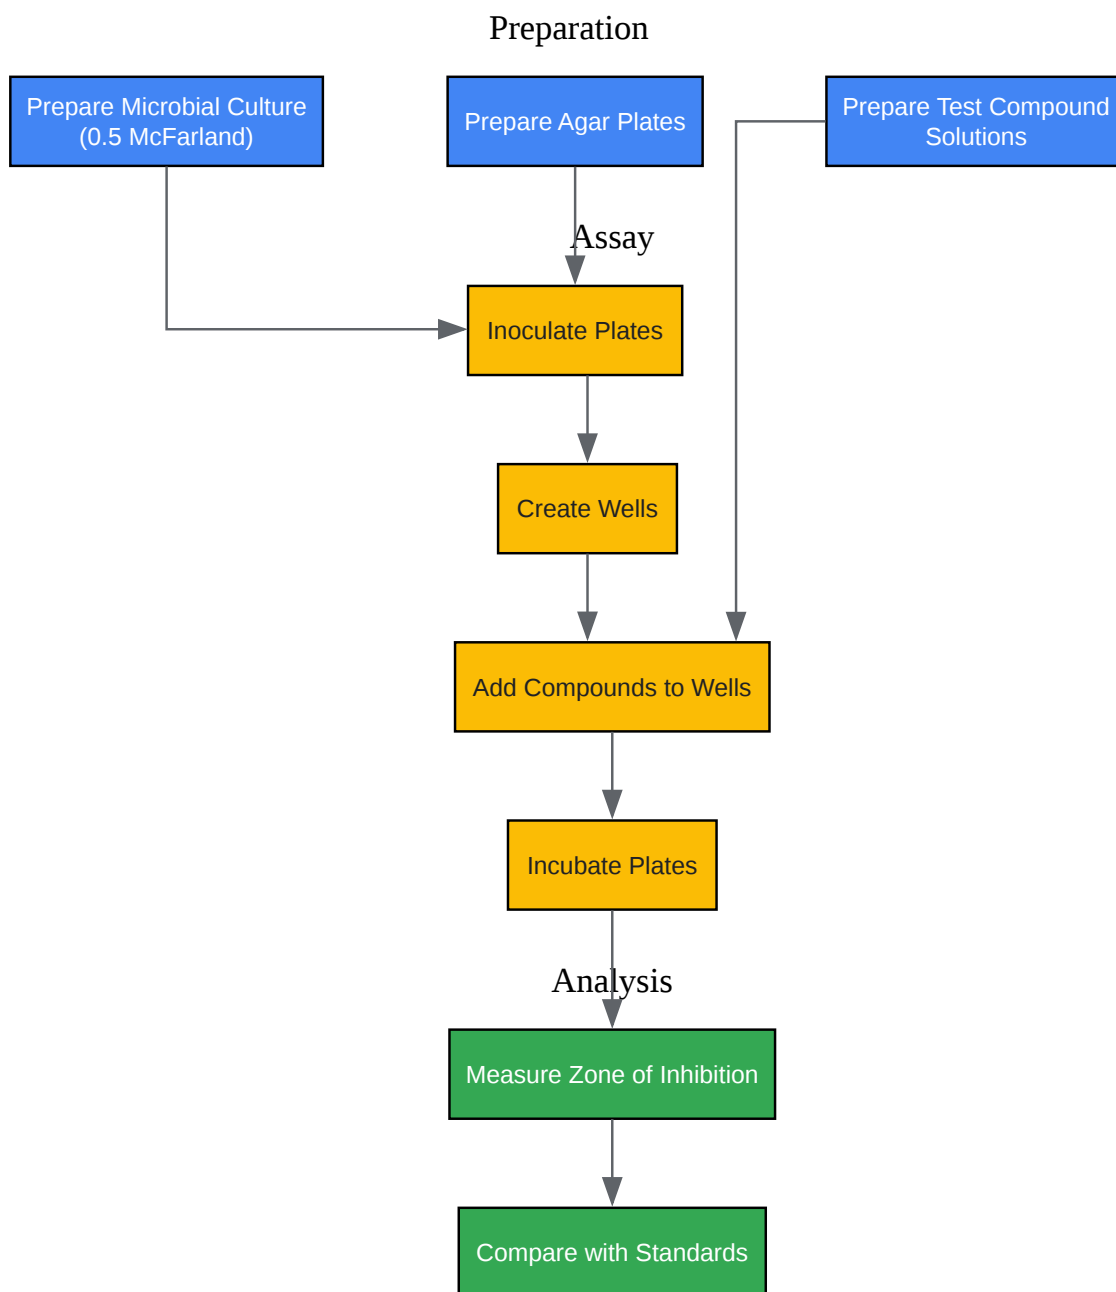 Preparation
Prepare Microbial Culture
(0.5 McFarland)
Prepare Agar Plates
Prepare Test Compound
Solutions
Assay
Inoculate Plates
Create Wells
Add Compounds to Wells
Incubate Plates
Analysis
Measure Zone of Inhibition
Compare with Standards